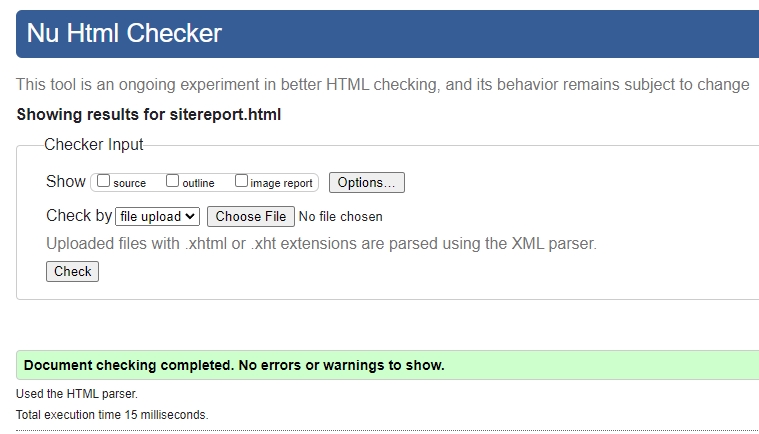 Nu Html Checker
This tool is an ongoing experiment in better HTML checking, and its behavior remains subject to change
Showing results for sitereport.html
Checker Input
Show source outline image report Options...
Check by file upload Choose File No file chosen
Uploaded files with .xhtml or .xht extensions are parsed using the XML parser.
Check
Document checking completed. No errors or warnings to show.
Used the HTML parser.
Total execution time 15 milliseconds.